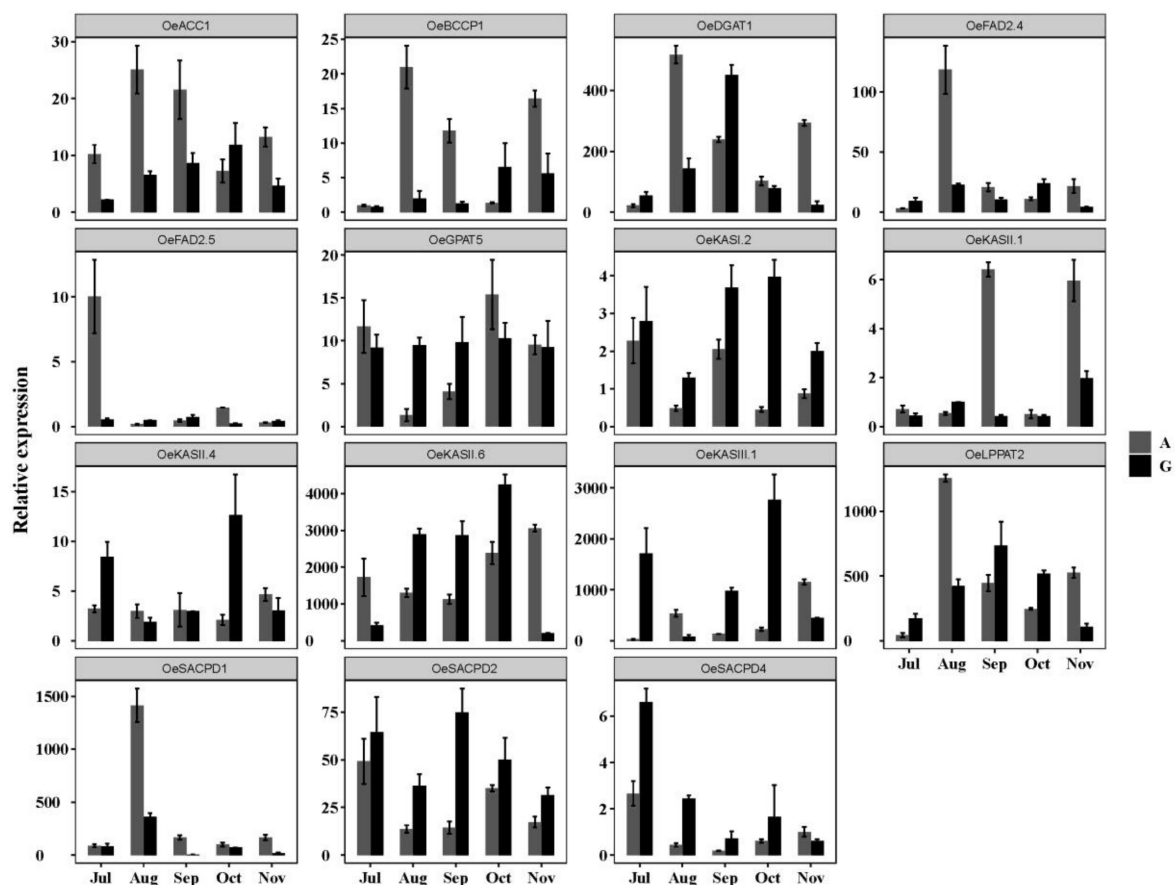 OeACC1 OeBCCP1 OeDGAT1 OeFAD2.4
30 25 400 100
20 20 200 50
10 15 0 0
0 10
5
0
OeFAD2.5 OeGPAT5 OeKASI.2 OeKASII.1
10 20 4 6
5 15 3 4
0 10 2 2
5 1 0
0 0
Relative expression
A
G
OeKASII.4 OeKASII.6 OeKASIII.1 OeLPPAT2
15 4000 3000 1000
10 3000 2000 500
5 2000 1000 0
0 1000 0
0
Jul Aug Sep Oct Nov
OeSACPD1 OeSACPD2 OeSACPD4
1500 75 6
1000 50 4
500 25 2
0 0 0
Jul Aug Sep Oct Nov Jul Aug Sep Oct Nov Jul Aug Sep Oct Nov